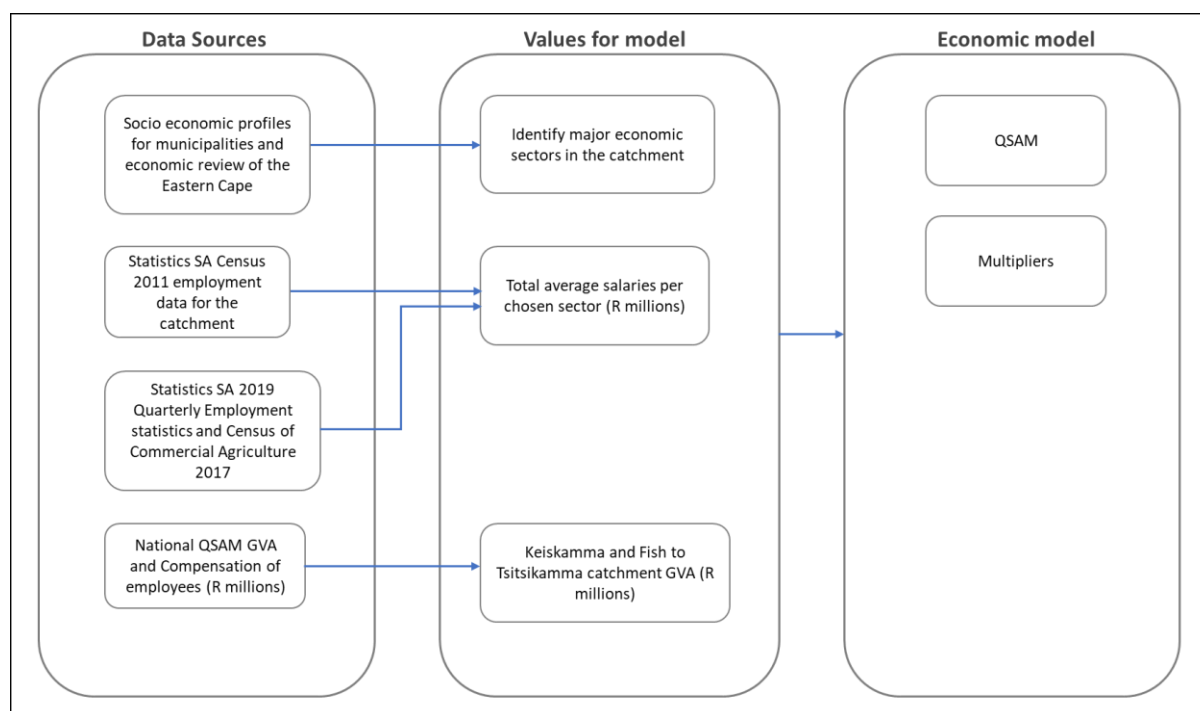 Data Sources
Socio economic profiles
for municipalities and
economic review of the
Eastern Cape
Statistics SA Census
2011 employment
data for the
catchment
Statistics SA 2019
Quarterly Employment
statistics and Census of
Commercial Agriculture
2017
National QSAM GVA
and Compensation of
employees (R millions)
Values for model
Identify major economic
sectors in the catchment
Total average salaries per
chosen sector (R millions)
Keiskamma and Fish to
Tsitsikamma catchment GVA (R
millions)
Economic model
QSAM
Multipliers